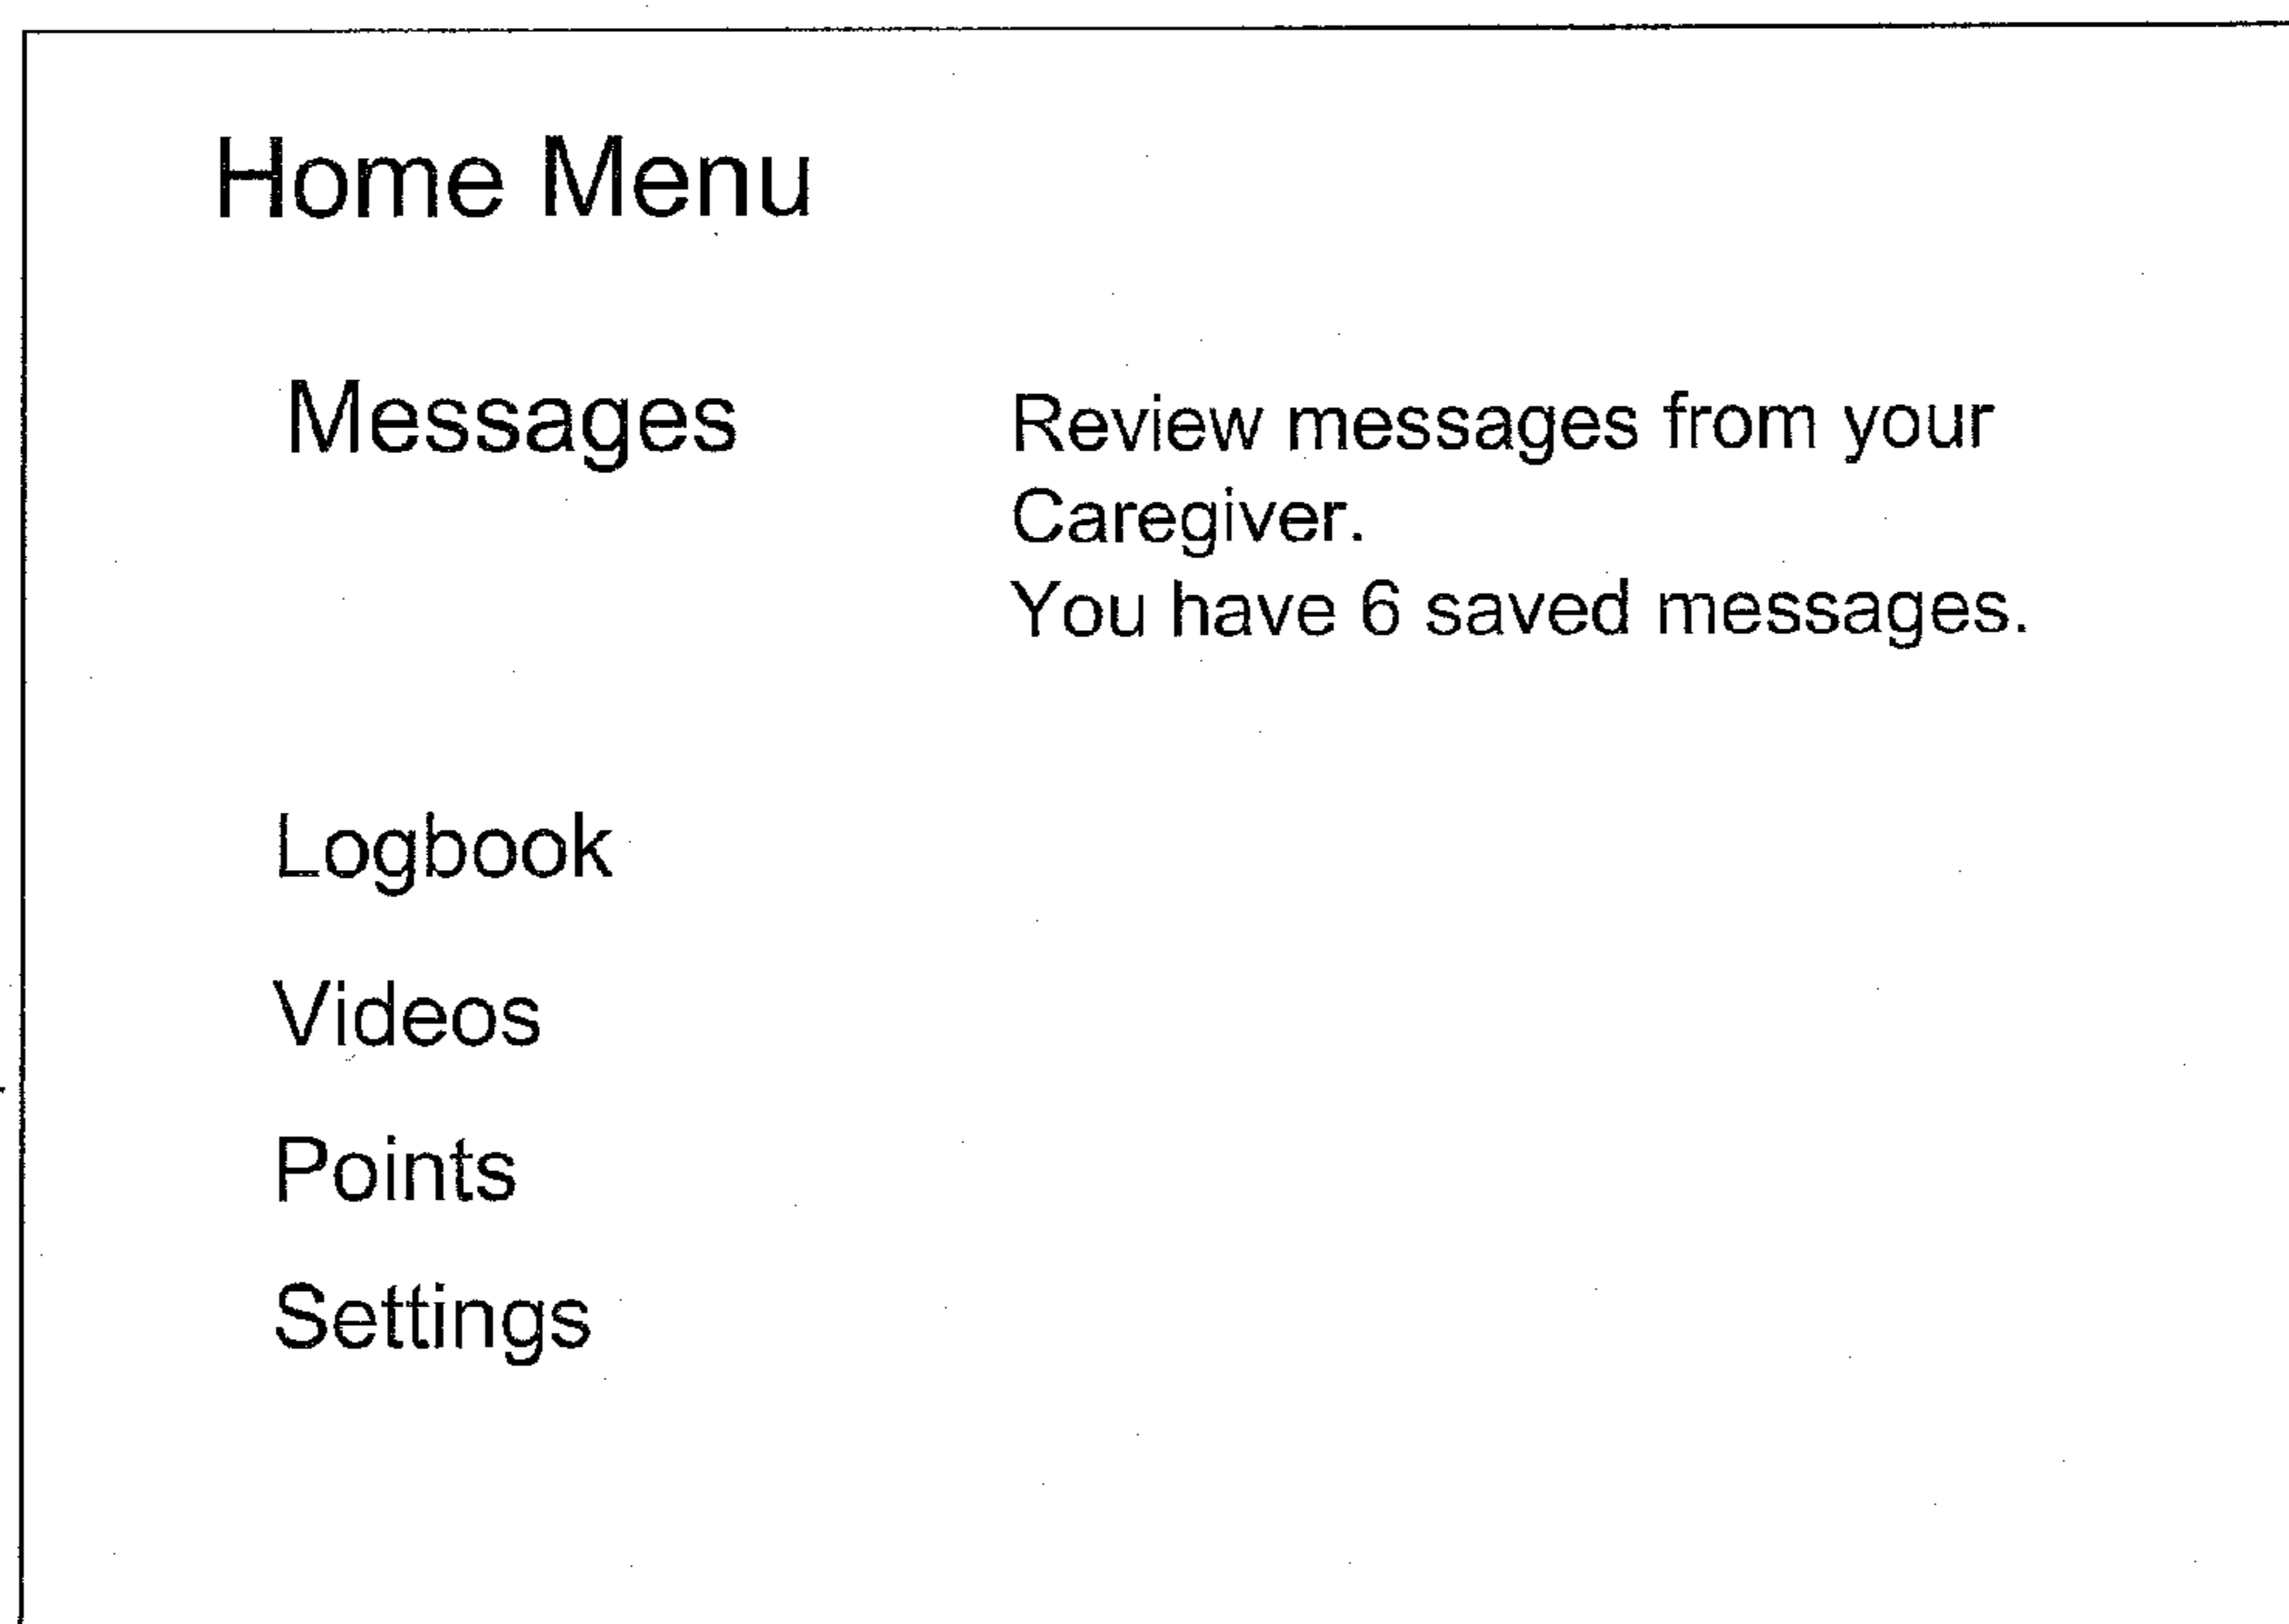 Home Menu
Messages
Review messages from your
Caregiver.
You have 6 saved messages.
Logbook
Videos
Points
Settings